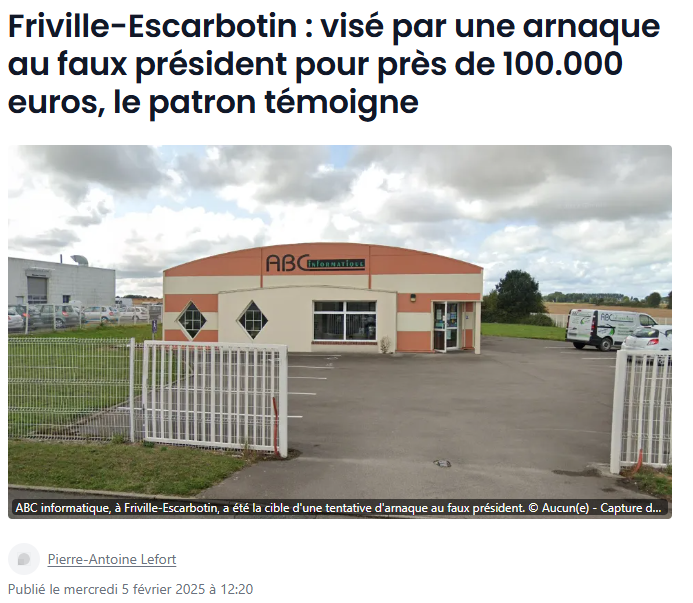 Friville-Escarbotin : visé par une arnaque
au faux président pour près de 100.000
euros, le patron témoigne
ABC INFORMATIQUE
ABC
ABC informatique, à Friville-Escarbotin, a été la cible d'une tentative d'arnaque au faux président. © Aucun(e) - Capture d...
Pierre-Antoine Lefort
Publié le mercredi 5 février 2025 à 12:20